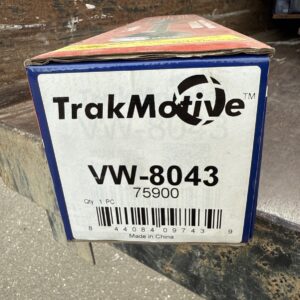 TrakMotive™
VW-8043
75900
Qty 1 PC
8 44084 09743 9
Made in China